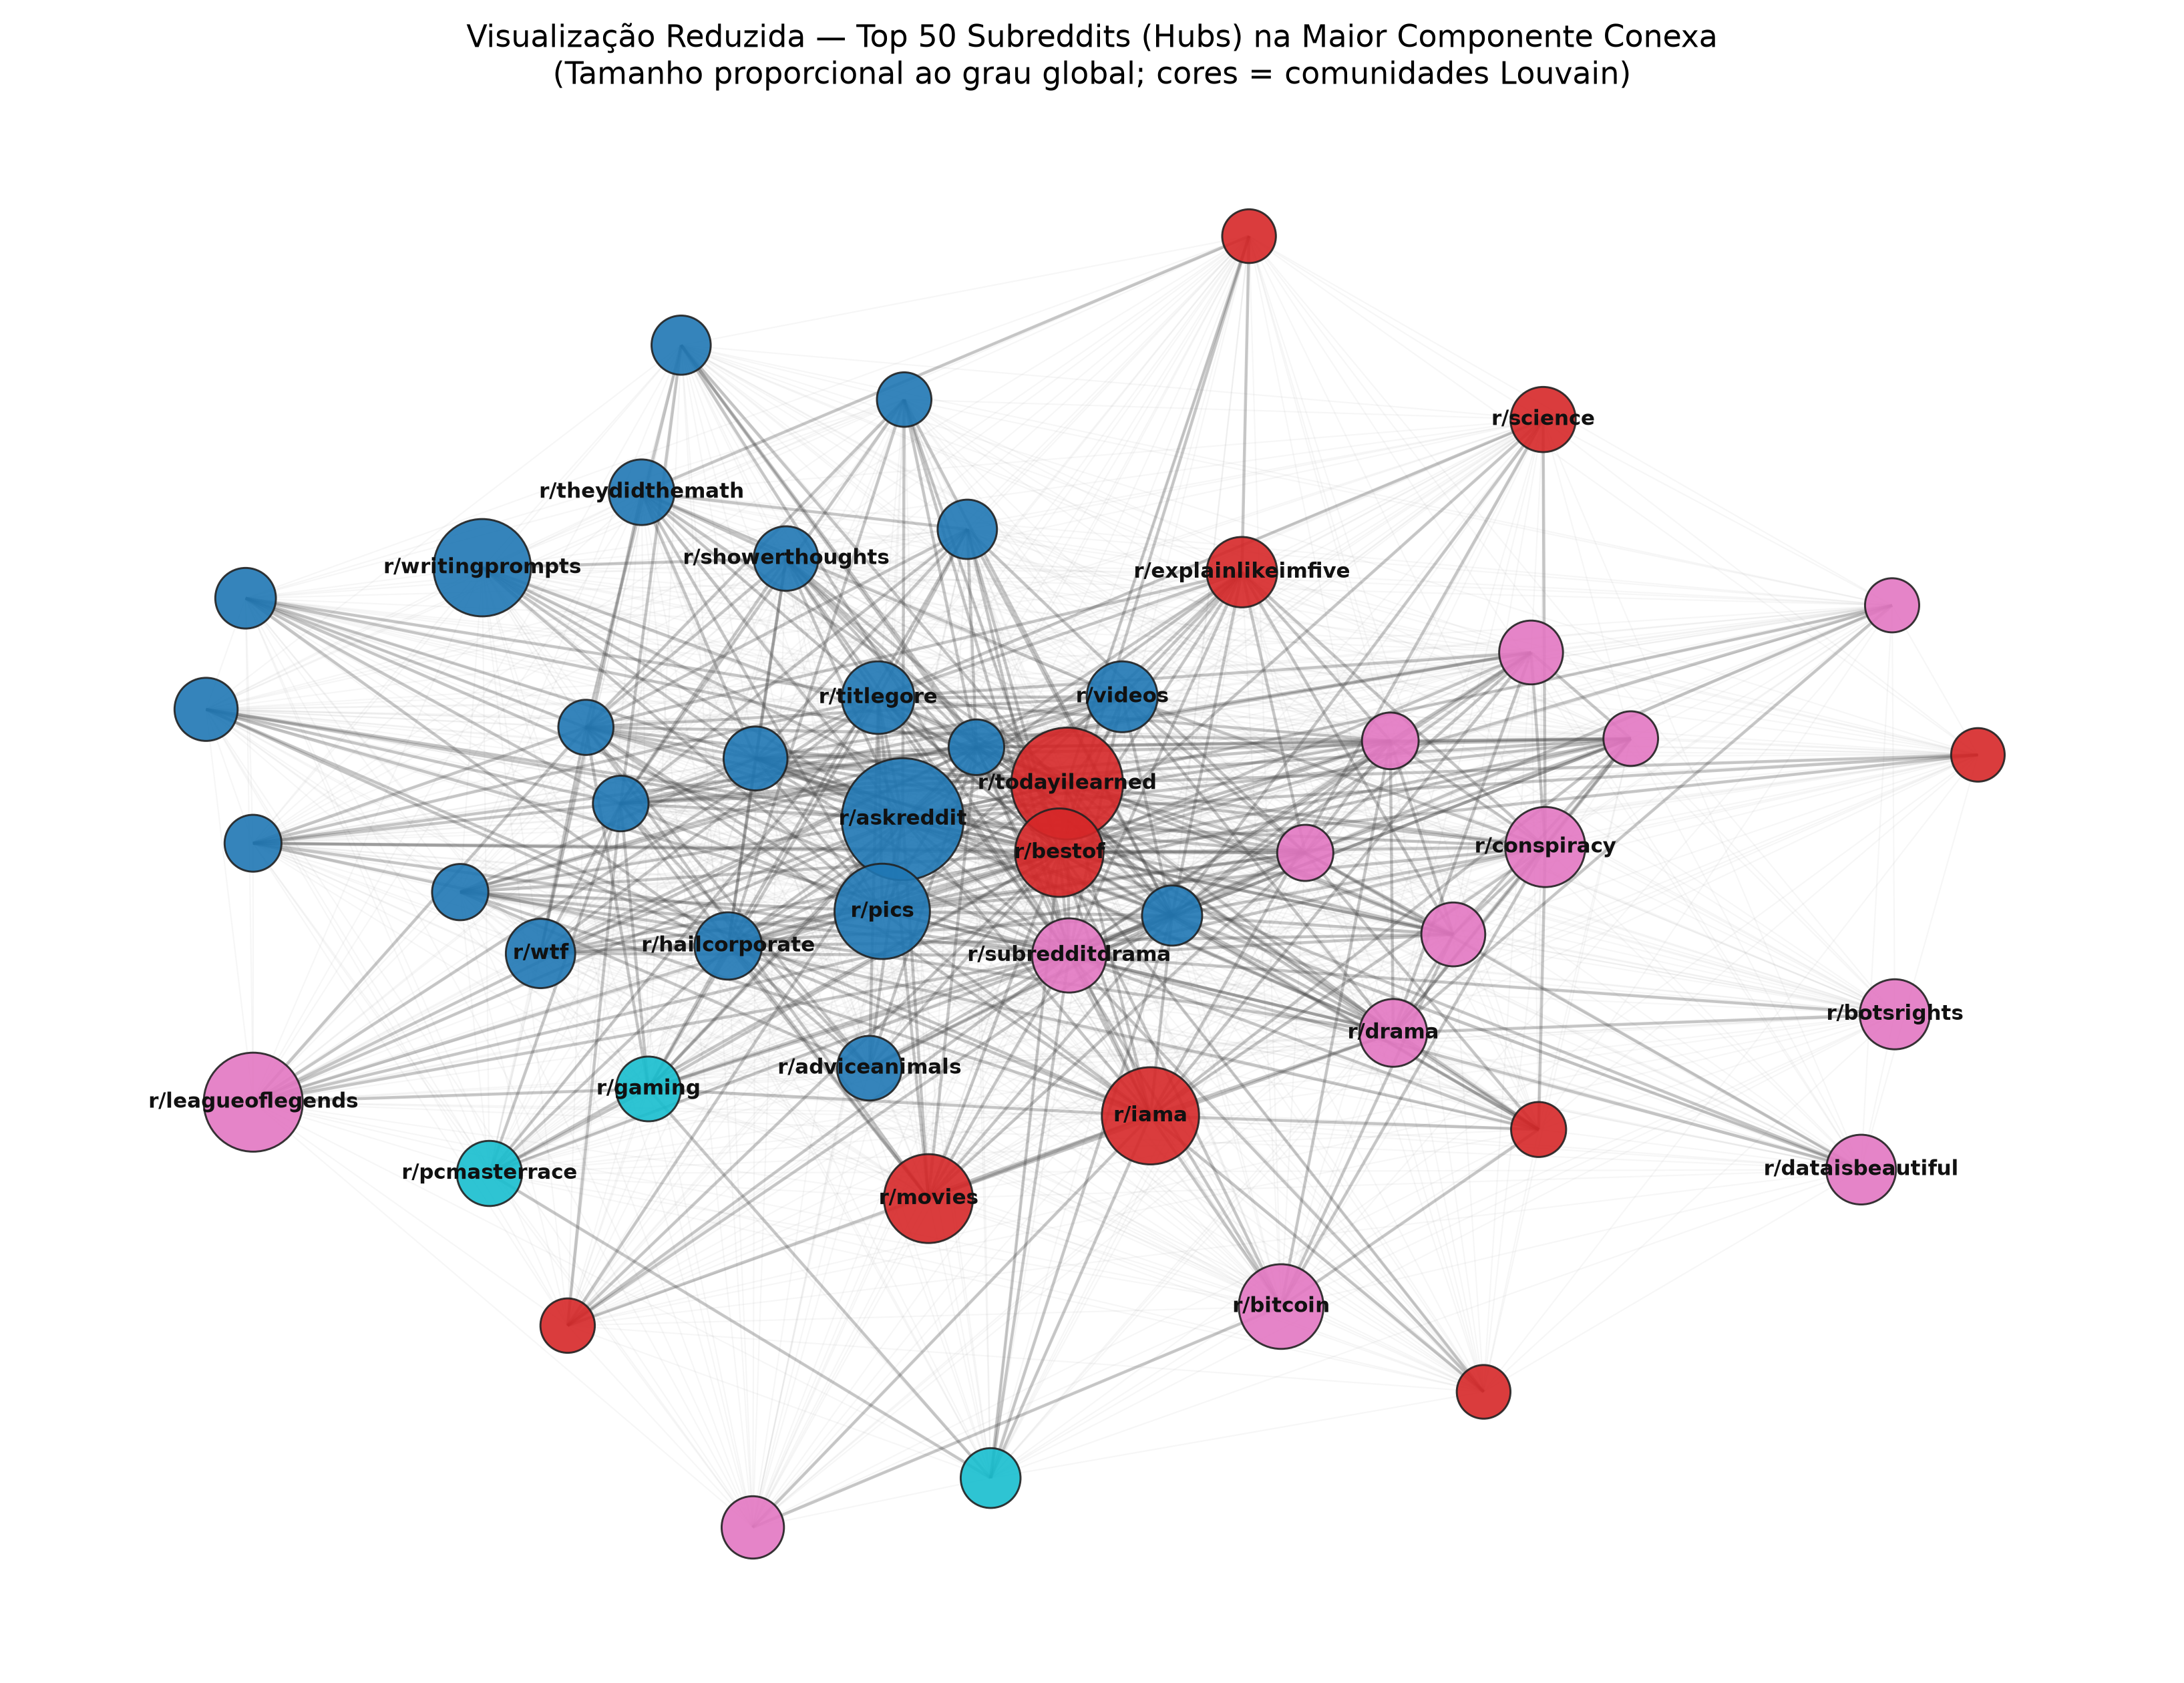 Visualização Reduzida — Top 50 Subreddits (Hubs) na Maior Componente Conexa
(Tamanho proporcional ao grau global; cores = comunidades Louvain)
r/science
r/theydidthemath
r/writingprompts
r/showerthoughts
r/explainlikeimfive
r/titlegore
r/videos
r/todayilearned
r/askreddit
r/bestof
r/conspiracy
r/pics
r/hailcorporate
r/wtf
r/subredditdrama
r/botsrights
r/drama
r/adviceanimals
r/gaming
r/leagueoflegends
r/iama
r/pcmasterrace
r/dataisbeautiful
r/movies
r/bitcoin